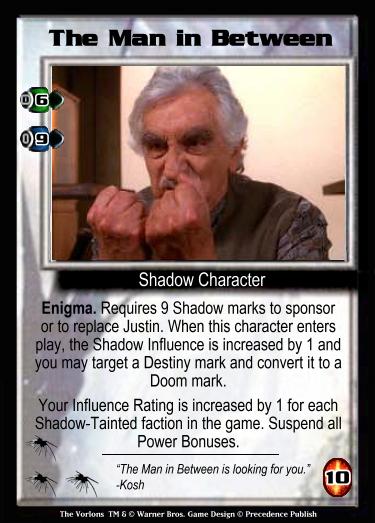 The Man in Between
6
9
Shadow Character
Enigma. Requires 9 Shadow marks to sponsor
or to replace Justin. When this character enters
play, the Shadow Influence is increased by 1 and
you may target a Destiny mark and convert it to a
Doom mark.
Your Influence Rating is increased by 1 for each
Shadow-Tainted faction in the game. Suspend all
Power Bonuses.
“The Man in Between is looking for you.”
-Kosh
10
The Vorlons TM & © Warner Bros. Game Design © Precedence Publish